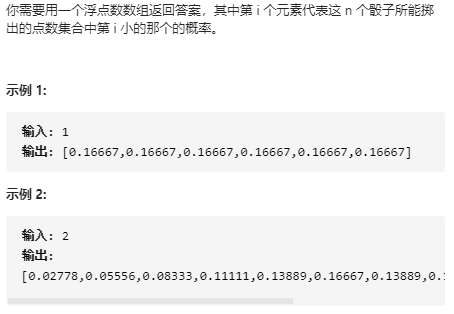 你需要用一个浮点数数组返回答案，其中第 i 个元素代表这 n 个骰子所能掷
出的点数集合中第 i 小的那个的概率。
示例 1:
输入: 1
输出: [0.16667,0.16667,0.16667,0.16667,0.16667,0.16667]
示例 2:
输入: 2
输出:
[0.02778,0.05556,0.08333,0.11111,0.13889,0.16667,0.13889,0.1